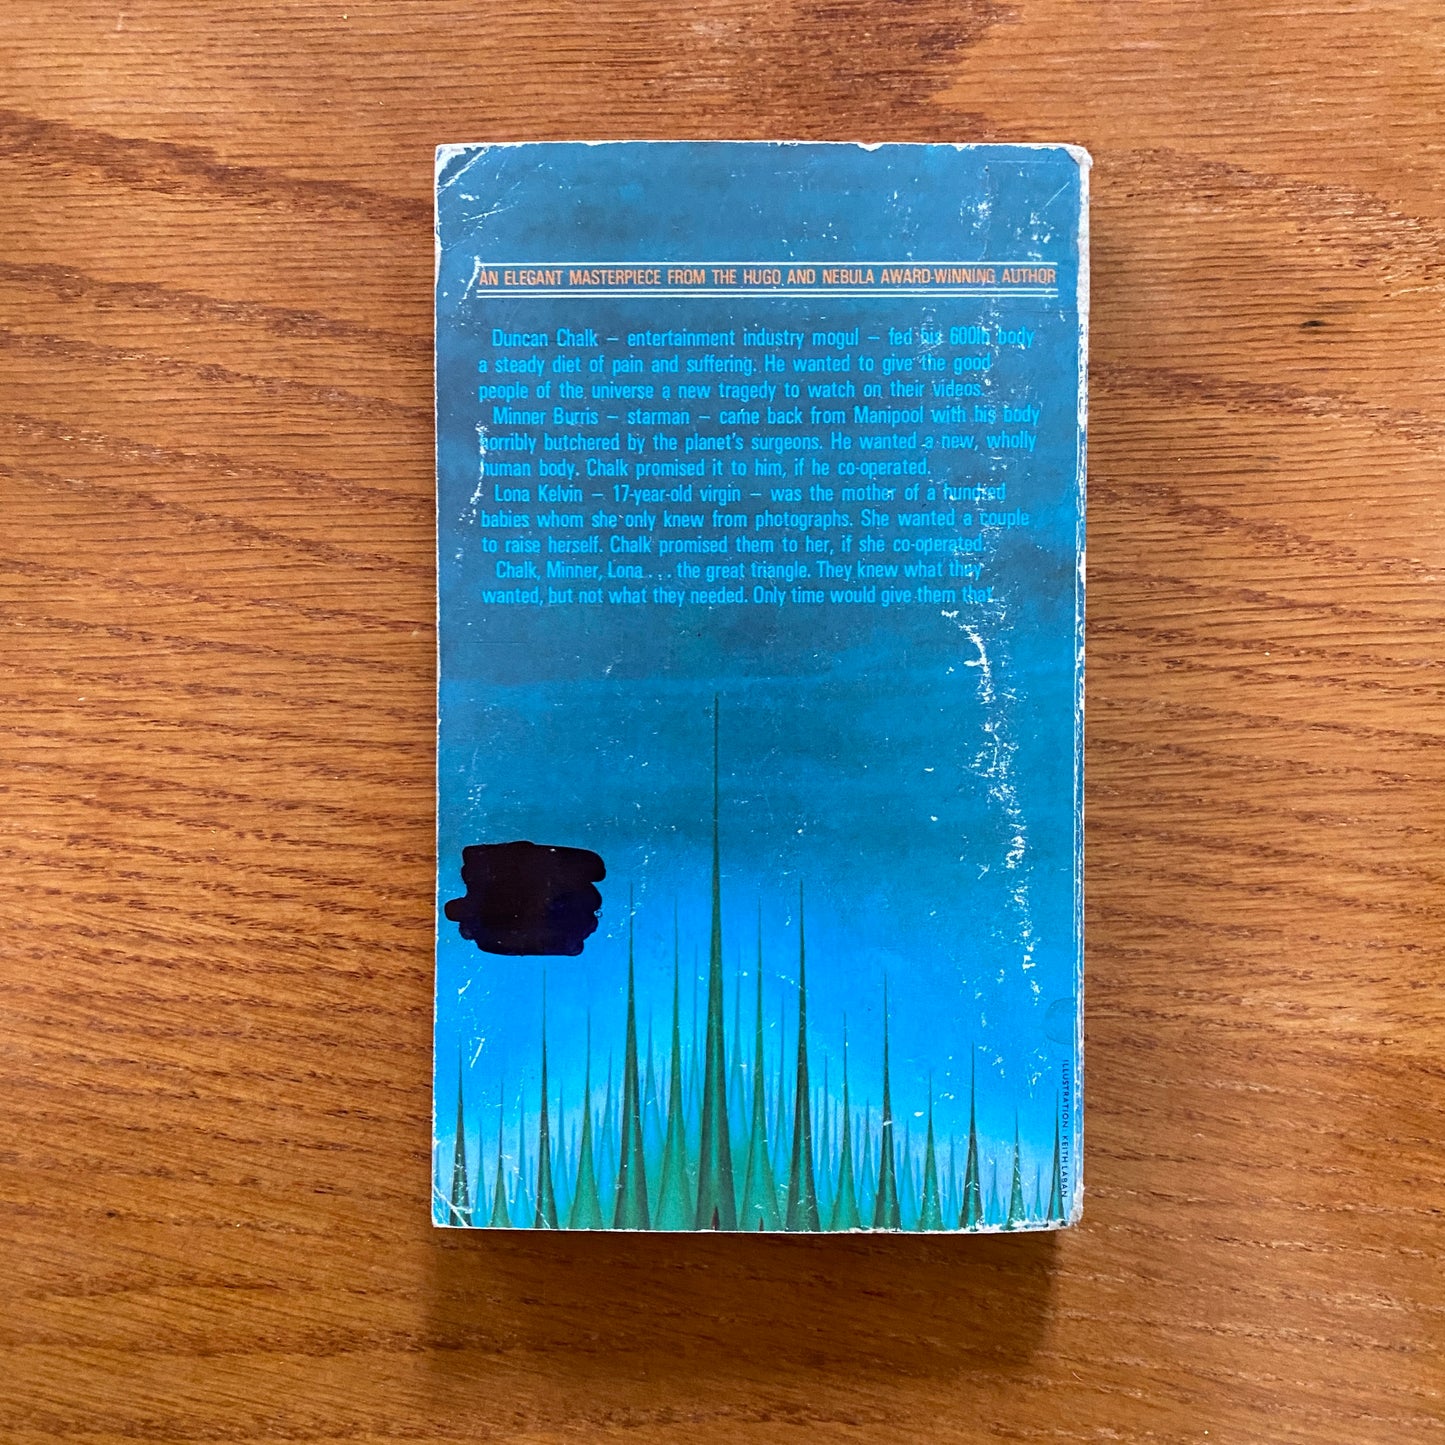 AN ELEGANT MASTERPIECE FROM THE HUGO AND NEBULA AWARD-WINNING AUTHOR
Duncan Chalk – entertainment industry mogul – fed his 600lb body
a steady diet of pain and suffering. He wanted to give the good
people of the universe a new tragedy to watch on their videos.
Minner Burris – starman – came back from Manipool with his body
horribly butchered by the planet's surgeons. He wanted a new, wholly
human body. Chalk promised it to him, if he co-operated.
Lona Kelvin – 17-year-old virgin – was the mother of a hundred
babies whom she only knew from photographs. She wanted a couple
to raise herself. Chalk promised them to her, if she co-operated.
Chalk, Minner, Lona . . . the great triangle. They knew what they
wanted, but not what they needed. Only time would give them that.
ILLUSTRATION: KEITH LABAN